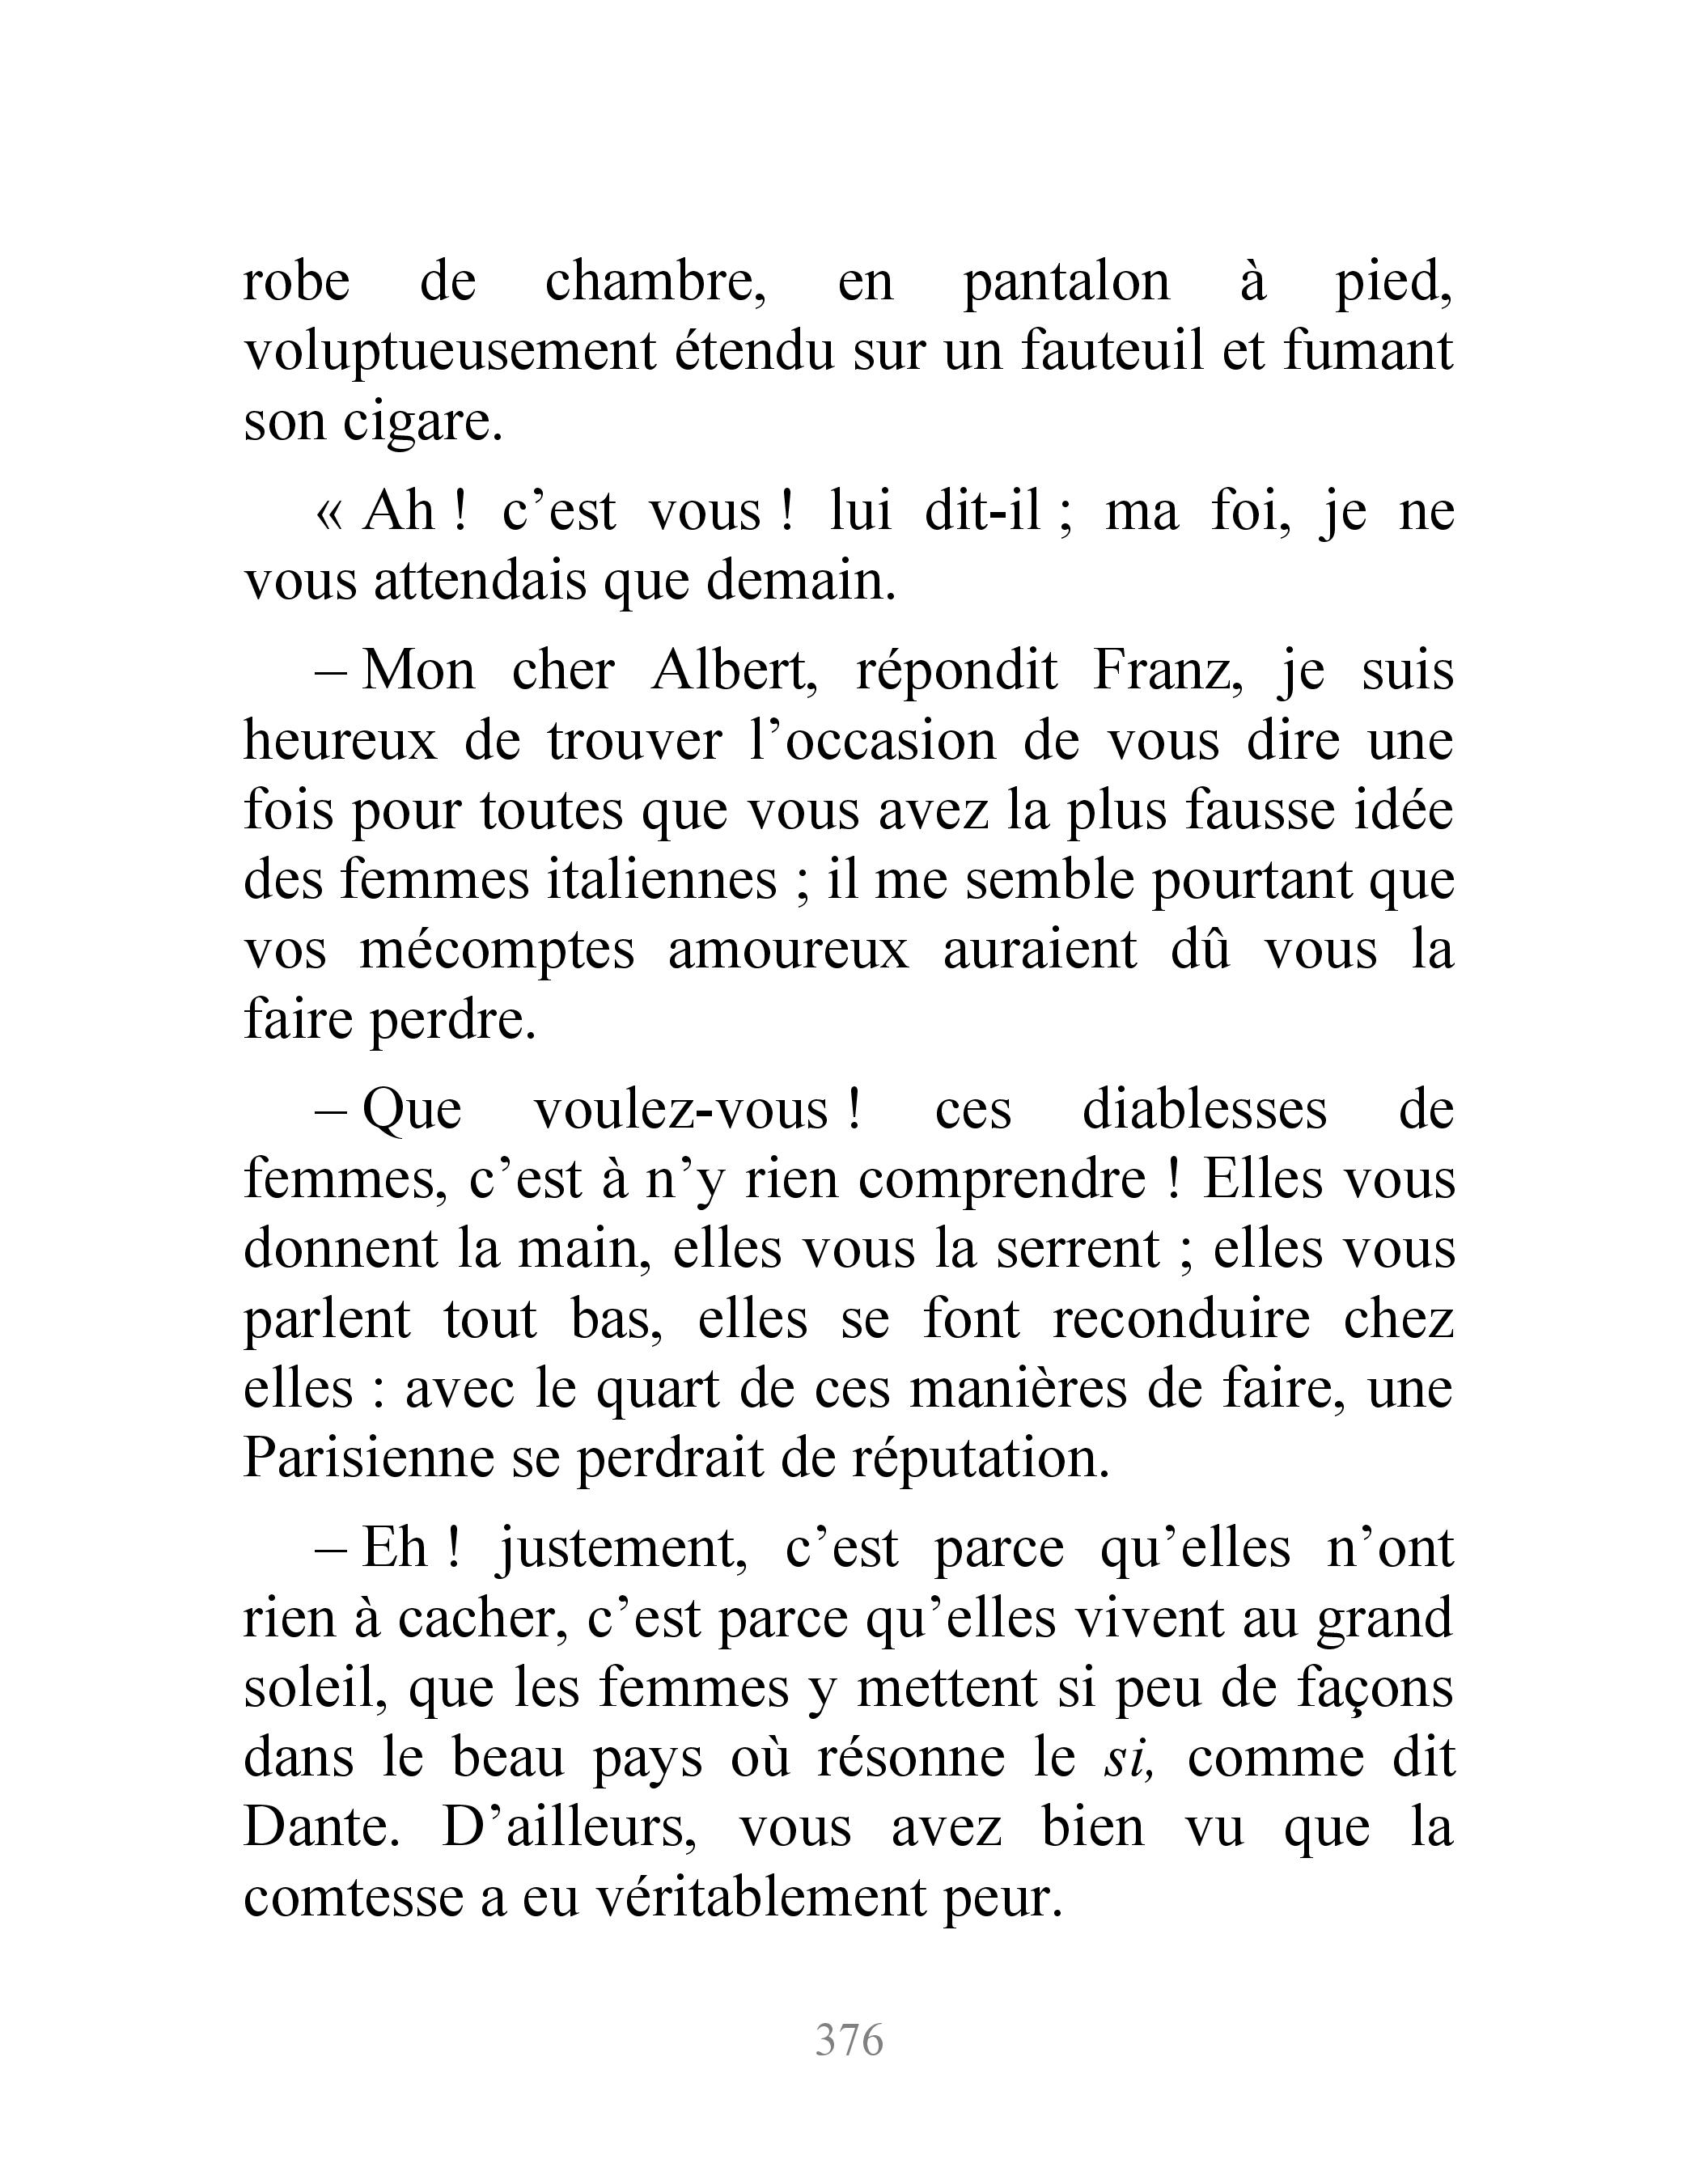 robe de chambre, en pantalon à pied,
voluptueusement étendu sur un fauteuil et fumant
son cigare.
« Ah ! c’est vous ! lui dit-il ; ma foi, je ne
vous attendais que demain.
– Mon cher Albert, répondit Franz, je suis
heureux de trouver l’occasion de vous dire une
fois pour toutes que vous avez la plus fausse idée
des femmes italiennes ; il me semble pourtant que
vos mécomptes amoureux auraient dû vous la
faire perdre.
– Que voulez-vous ! ces diablesses de
femmes, c’est à n’y rien comprendre ! Elles vous
donnent la main, elles vous la serrent ; elles vous
parlent tout bas, elles se font reconduire chez
elles : avec le quart de ces manières de faire, une
Parisienne se perdrait de réputation.
– Eh ! justement, c’est parce qu’elles n’ont
rien à cacher, c’est parce qu’elles vivent au grand
soleil, que les femmes y mettent si peu de façons
dans le beau pays où résonne le si, comme dit
Dante. D’ailleurs, vous avez bien vu que la
comtesse a eu véritablement peur.
376